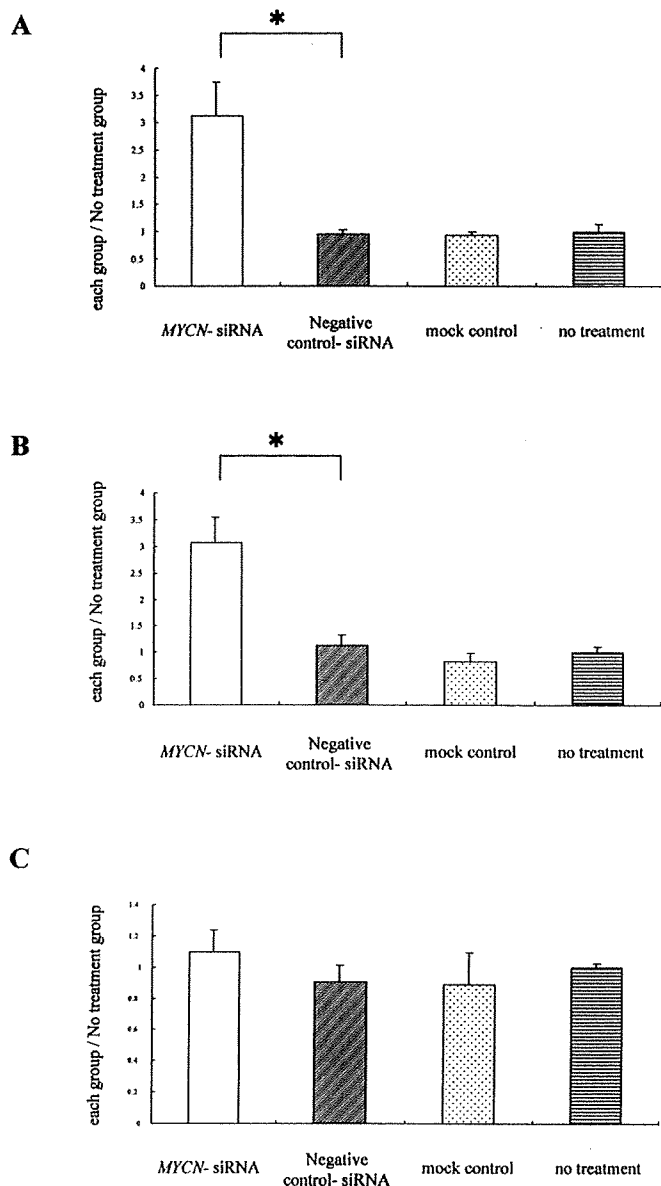 A
*
each group / No treatment group
4
3.5
3
2.5
2
1.5
1
0.5
0
MYCN- siRNA
Negative
control- siRNA
mock control
no treatment
B
*
each group / No treatment group
4
3.5
3
2.5
2
1.5
1
0.5
0
MYCN- siRNA
Negative
control- siRNA
mock control
no treatment
C
each group / No treatment group
1.4
1.2
1
0.8
0.6
0.4
0.2
0
MYCN- siRNA
Negative
control- siRNA
mock control
no treatment